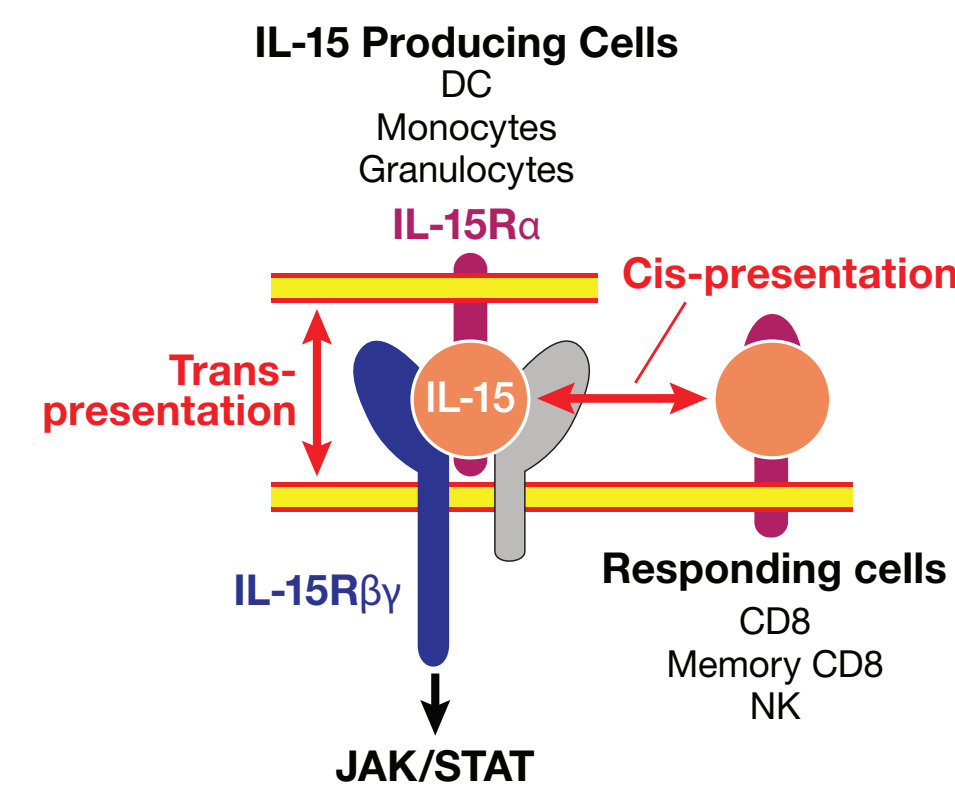 IL-15 Producing Cells
DC
Monocytes
Granulocytes
IL-15Rα
Cis-presentation
Trans-
presentation
IL-15
IL-15Rβγ
Responding cells
CD8
Memory CD8
NK
JAK/STAT